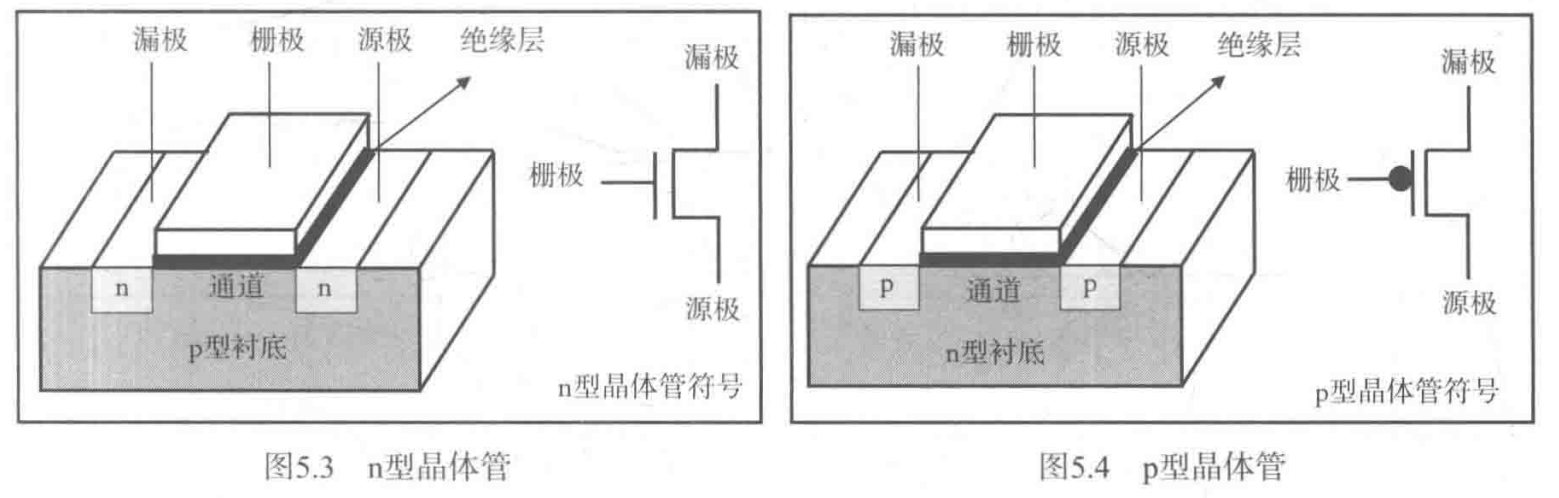 漏极 栅极 源极 绝缘层
漏极
栅极
n 通道 n
源极
p型衬底
n型晶体管符号
图5.3 n型晶体管
漏极 栅极 源极 绝缘层
漏极
栅极
p 通道 p
源极
n型衬底
p型晶体管符号
图5.4 p型晶体管